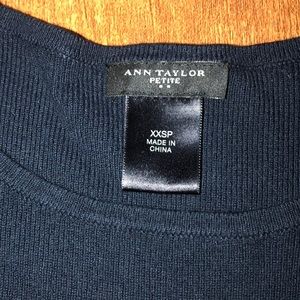 ANN TAYLOR
PETITE
XXSP
MADE IN
CHINA